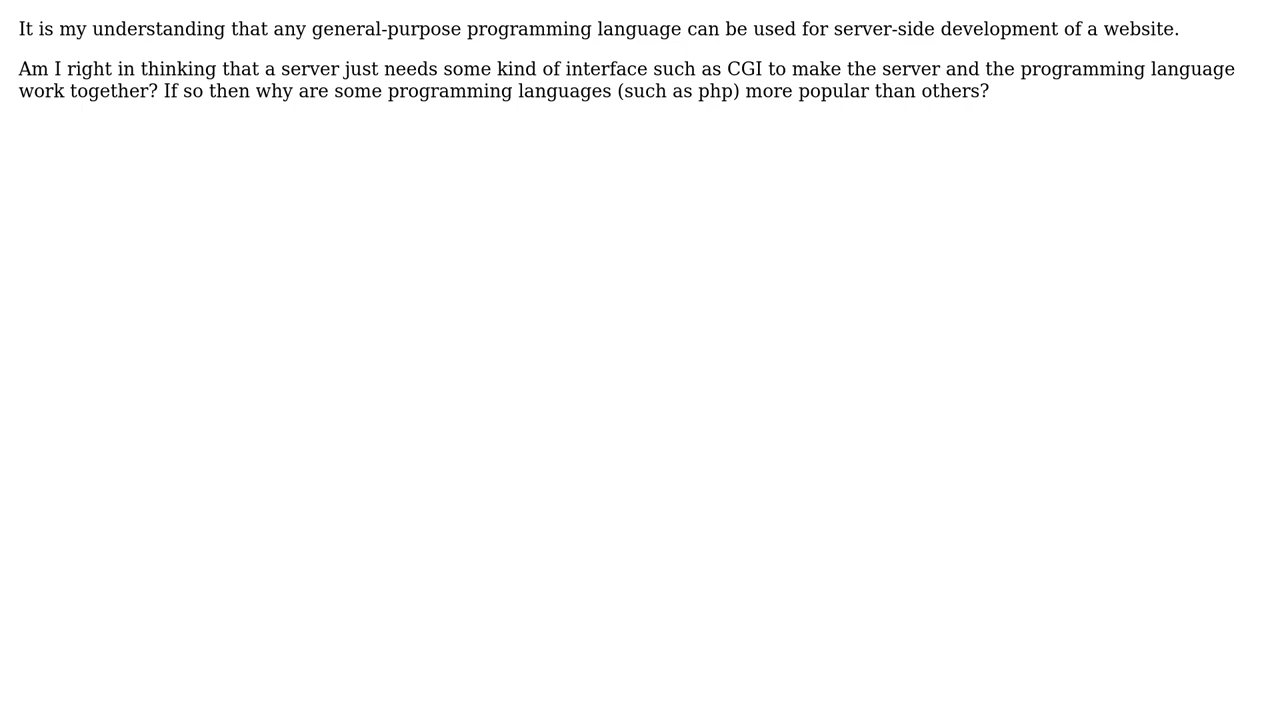 It is my understanding that any general-purpose programming language can be used for server-side development of a website.
Am I right in thinking that a server just needs some kind of interface such as CGI to make the server and the programming language
work together? If so then why are some programming languages (such as php) more popular than others?